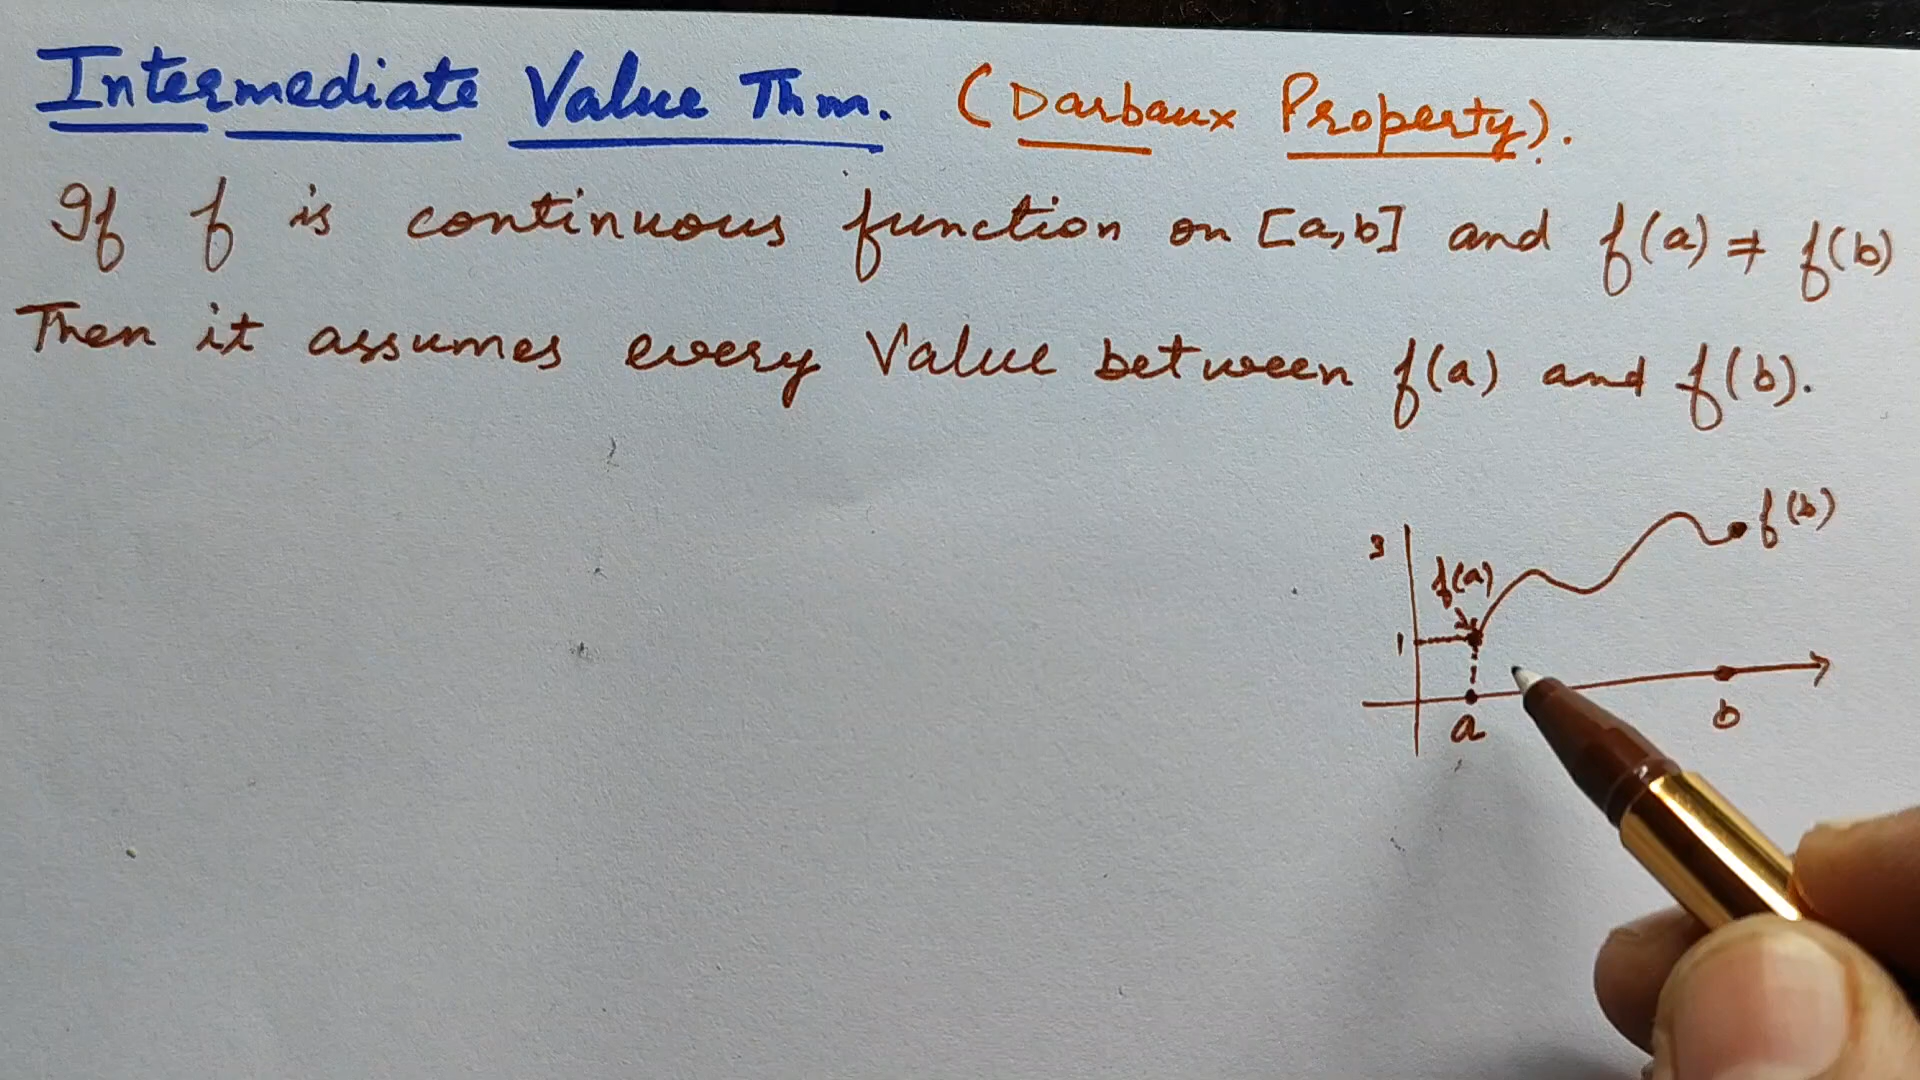 Intermediate Value Thm. (Darbaux Property).
If f is continuous function on [a,b] and f(a) ≠ f(b)
Then it assumes every Value between f(a) and f(b).
f(b)
3
f(a)
1
a
b